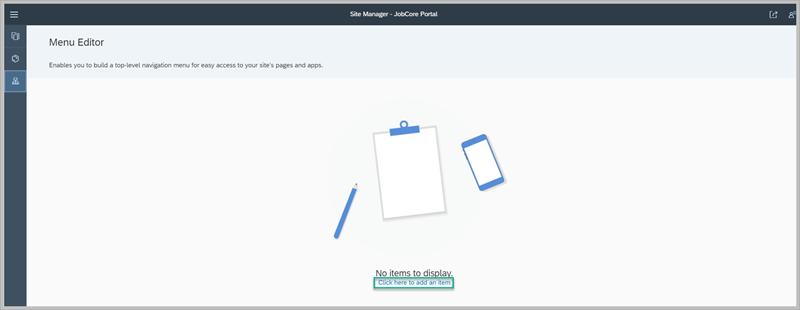 Site Manager - JobCore Portal
Menu Editor
Enables you to build a top-level navigation menu for easy access to your site's pages and apps.
No items to display.
Click here to add an item